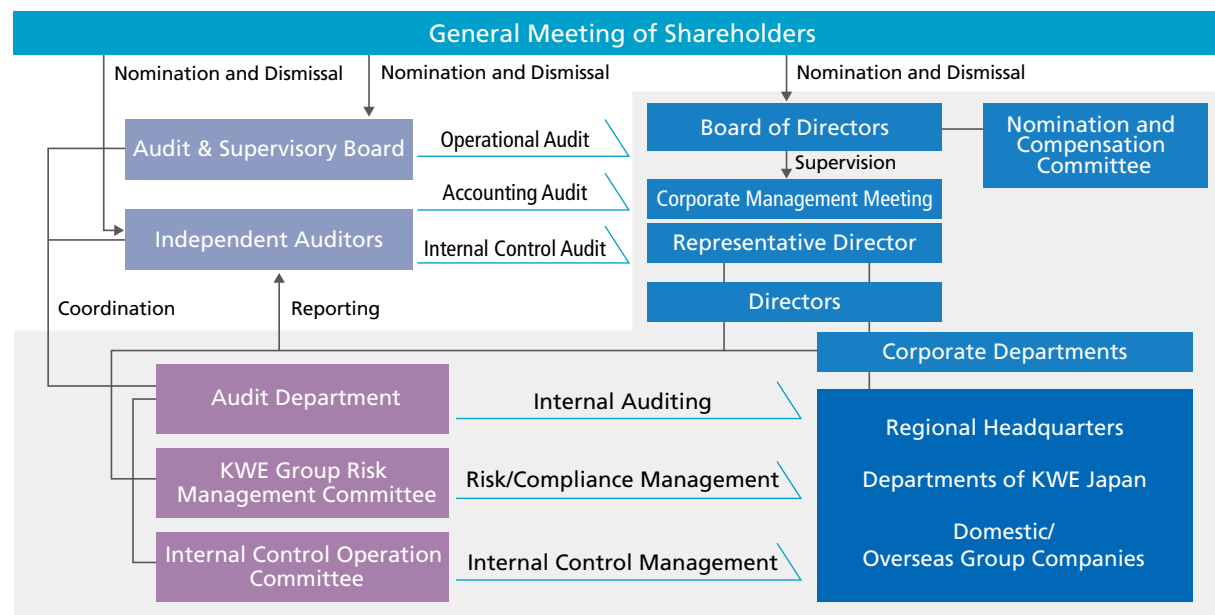 General Meeting of Shareholders
Nomination and Dismissal
Nomination and Dismissal
Nomination and Dismissal
Audit & Supervisory Board
Operational Audit
Board of Directors
Nomination and
Compensation
Committee
Supervision
Accounting Audit
Corporate Management Meeting
Independent Auditors
Internal Control Audit
Representative Director
Coordination
Reporting
Directors
Corporate Departments
Audit Department
Internal Auditing
Regional Headquarters
KWE Group Risk
Management Committee
Risk/Compliance Management
Departments of KWE Japan
Domestic/
Overseas Group Companies
Internal Control Operation
Committee
Internal Control Management